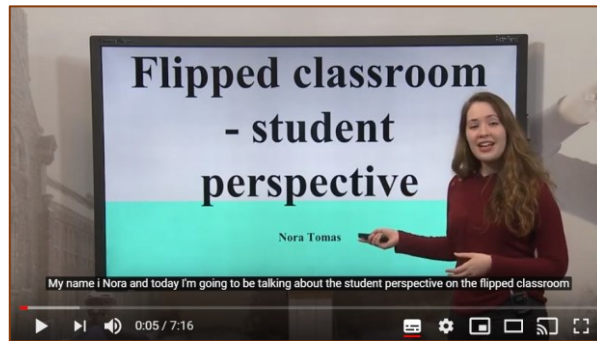 Flipped classroom
- student
perspective
Nora Tomas
My name i Nora and today I'm going to be talking about the student perspective on the flipped classroom
0:05 / 7:16